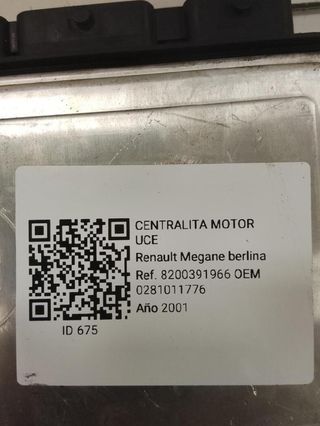 CENTRALITA MOTOR
UCE
Renault Megane berlina
Ref. 8200391966 OEM
0281011776
Año 2001
ID 675